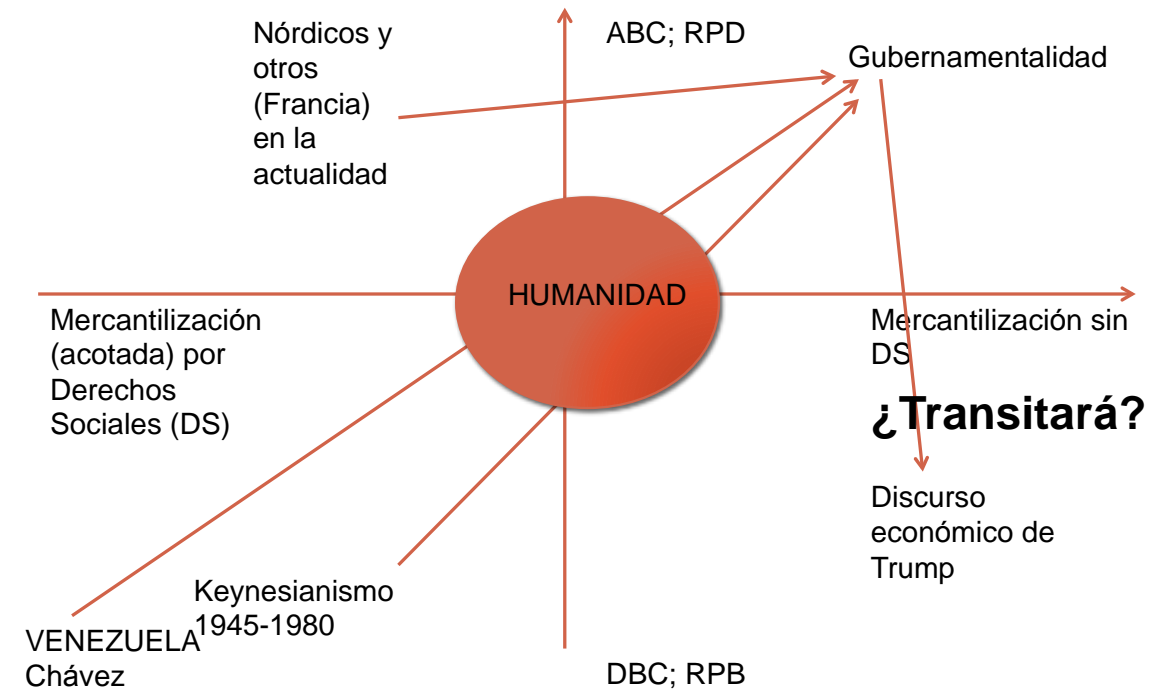 Nórdicos y
otros
(Francia)
en la
actualidad
ABC; RPD
Gubernamentalidad
HUMANIDAD
Mercantilización
(acotada) por
Derechos
Sociales (DS)
Mercantilización sin
DS
¿Transitará?
Discurso
económico de
Trump
Keynesianismo
1945-1980
VENEZUELA
Chávez
DBC; RPB